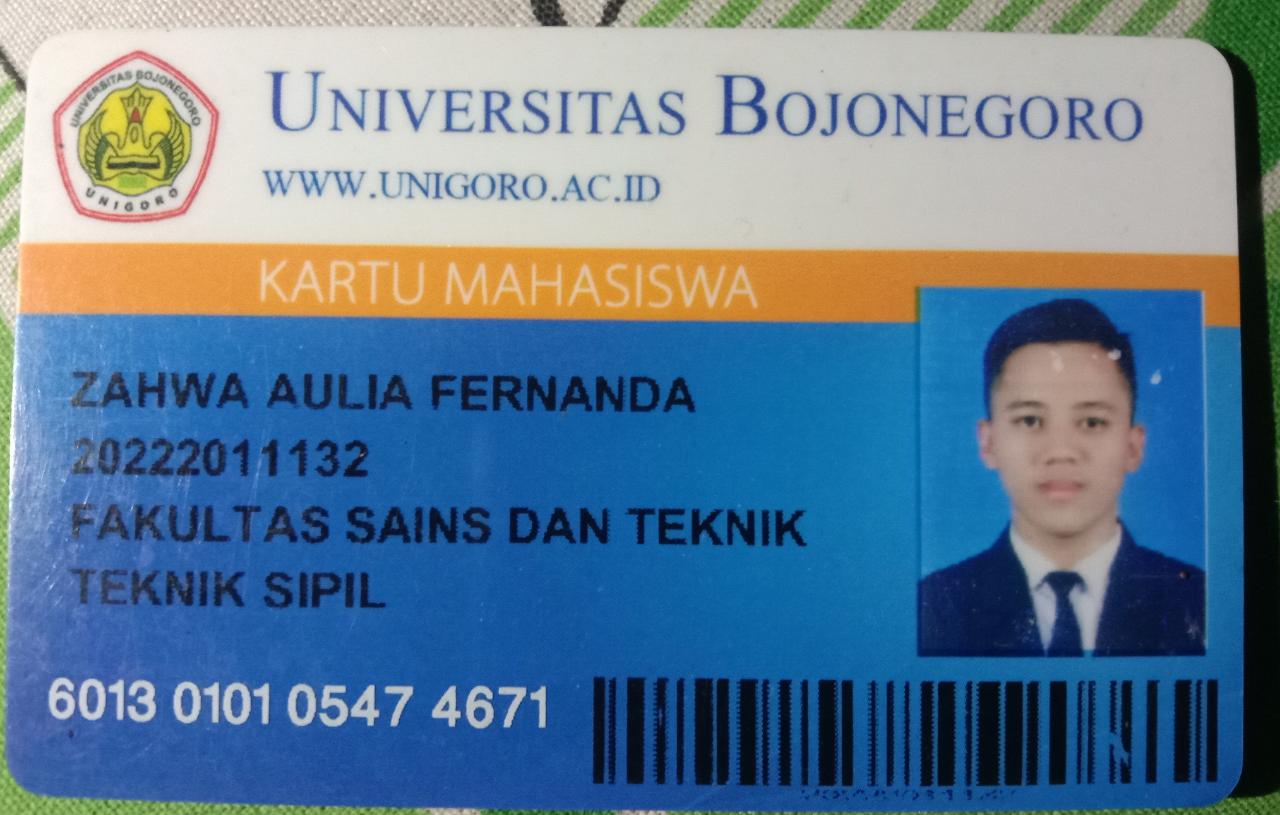 UNIVERSITAS BOJONEGORO
UNIGORO
UNIVERSITAS BOJONEGORO
WWW.UNIGORO.AC.ID
KARTU MAHASISWA
ZAHWA AULIA FERNANDA
20222011132
FAKULTAS SAINS DAN TEKNIK
TEKNIK SIPIL
6013 0101 0547 4671